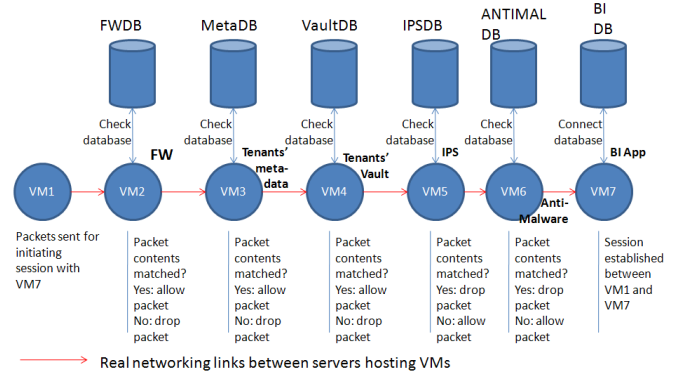 FWDB
MetaDB
VaultDB
IPSDB
ANTIMAL
DB
BI
DB
Check
database
Check
database
Check
database
Check
database
Check
database
Connect
database
FW
Tenants'
meta-
data
Tenants'
Vault
IPS
Anti-
Malware
BI App
VM1
VM2
VM3
VM4
VM5
VM6
VM7
Packets sent for
initiating
session with
VM7
Packet
contents
matched?
Yes: allow
packet
No: drop
packet
Packet
contents
matched?
Yes: allow
packet
No: drop
packet
Packet
contents
matched?
Yes: allow
packet
No: drop
packet
Packet
contents
matched?
Yes: drop
packet
No: allow
packet
Packet
contents
matched?
Yes: drop
packet
No: allow
packet
Session
established
between
VM1 and
VM7
Real networking links between servers hosting VMs